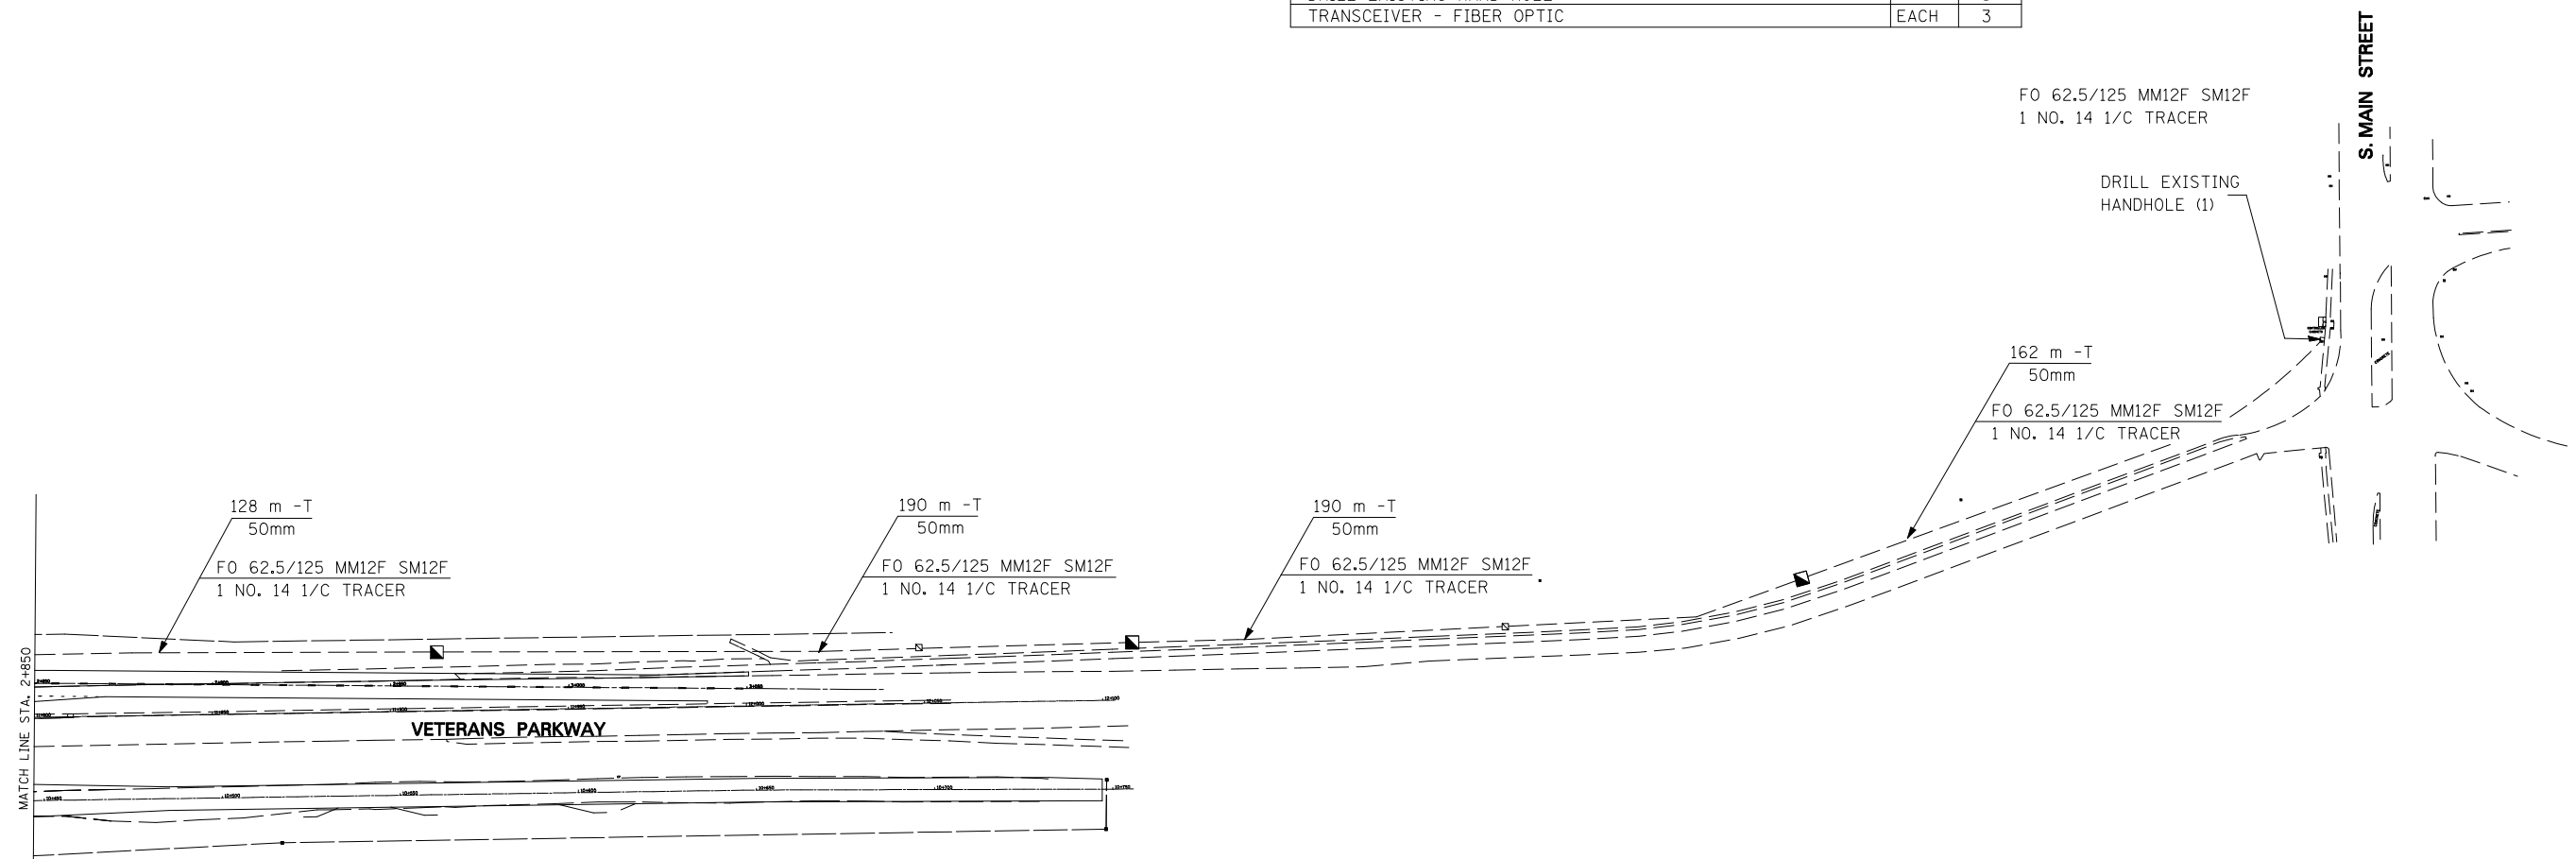 TRANSCEIVER - FIBER OPTIC EACH 3
S. MAIN STREET
FO 62.5/125 MM12F SM12F
1 NO. 14 1/C TRACER
DRILL EXISTING
HANDHOLE (1)
162 m -T
50mm
FO 62.5/125 MM12F SM12F
1 NO. 14 1/C TRACER
128 m -T
50mm
FO 62.5/125 MM12F SM12F
1 NO. 14 1/C TRACER
190 m -T
50mm
FO 62.5/125 MM12F SM12F
1 NO. 14 1/C TRACER
190 m -T
50mm
FO 62.5/125 MM12F SM12F
1 NO. 14 1/C TRACER
MATCH LINE STA. 2+850
VETERANS PARKWAY